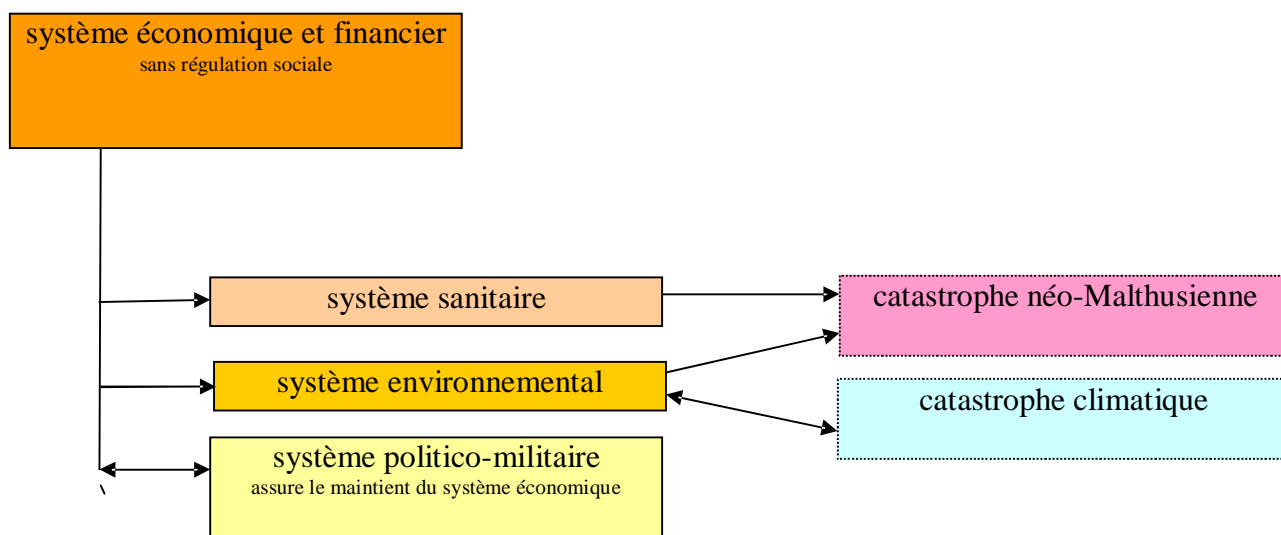 système économique et financier
sans régulation sociale
système sanitaire
catastrophe néo-Malthusienne
système environnemental
catastrophe climatique
système politico-militaire
assure le maintient du système économique